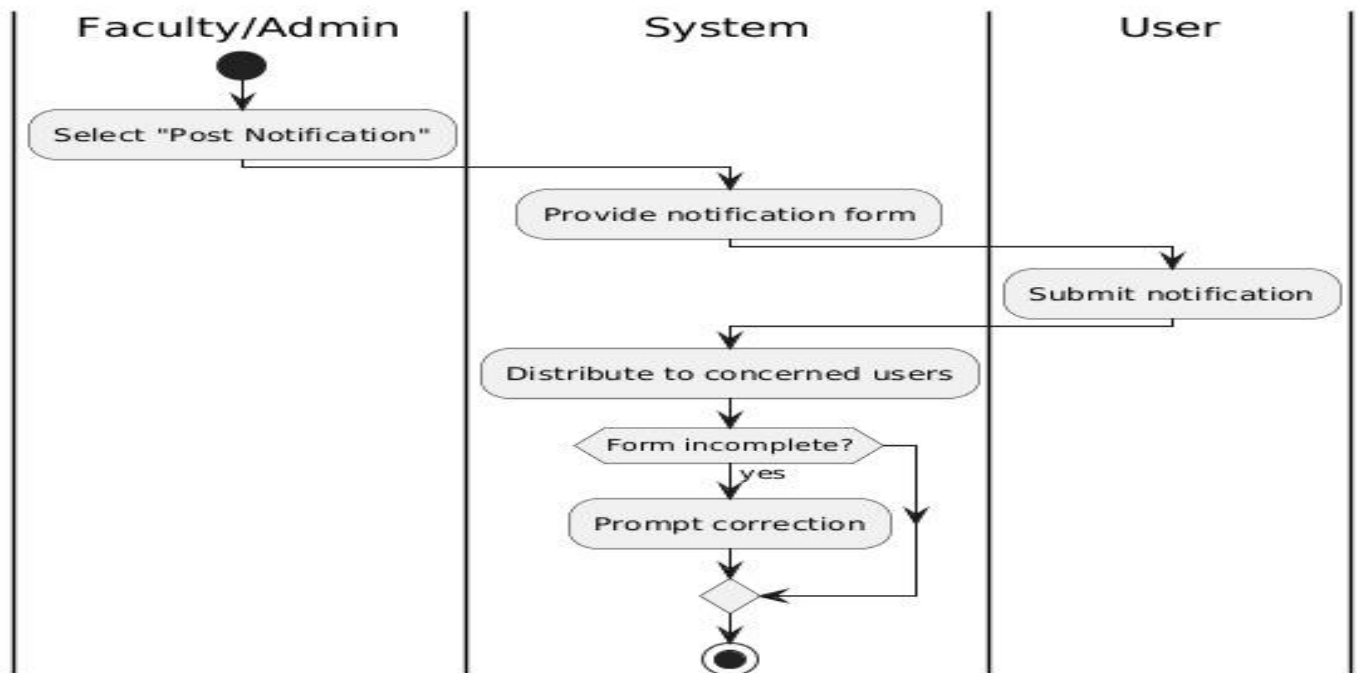 Faculty/Admin
System
User
Select "Post Notification"
Provide notification form
Submit notification
Distribute to concerned users
Form incomplete?
yes
Prompt correction